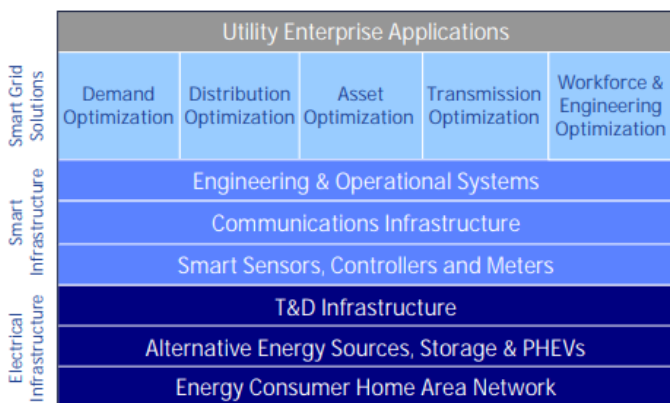 Utility Enterprise Applications
Smart Grid
Solutions
Demand
Optimization
Distribution
Optimization
Asset
Optimization
Transmission
Optimization
Workforce &
Engineering
Optimization
Smart
Infrastructure
Engineering & Operational Systems
Communications Infrastructure
Smart Sensors, Controllers and Meters
Electrical
Infrastructure
T&D Infrastructure
Alternative Energy Sources, Storage & PHEVs
Energy Consumer Home Area Network